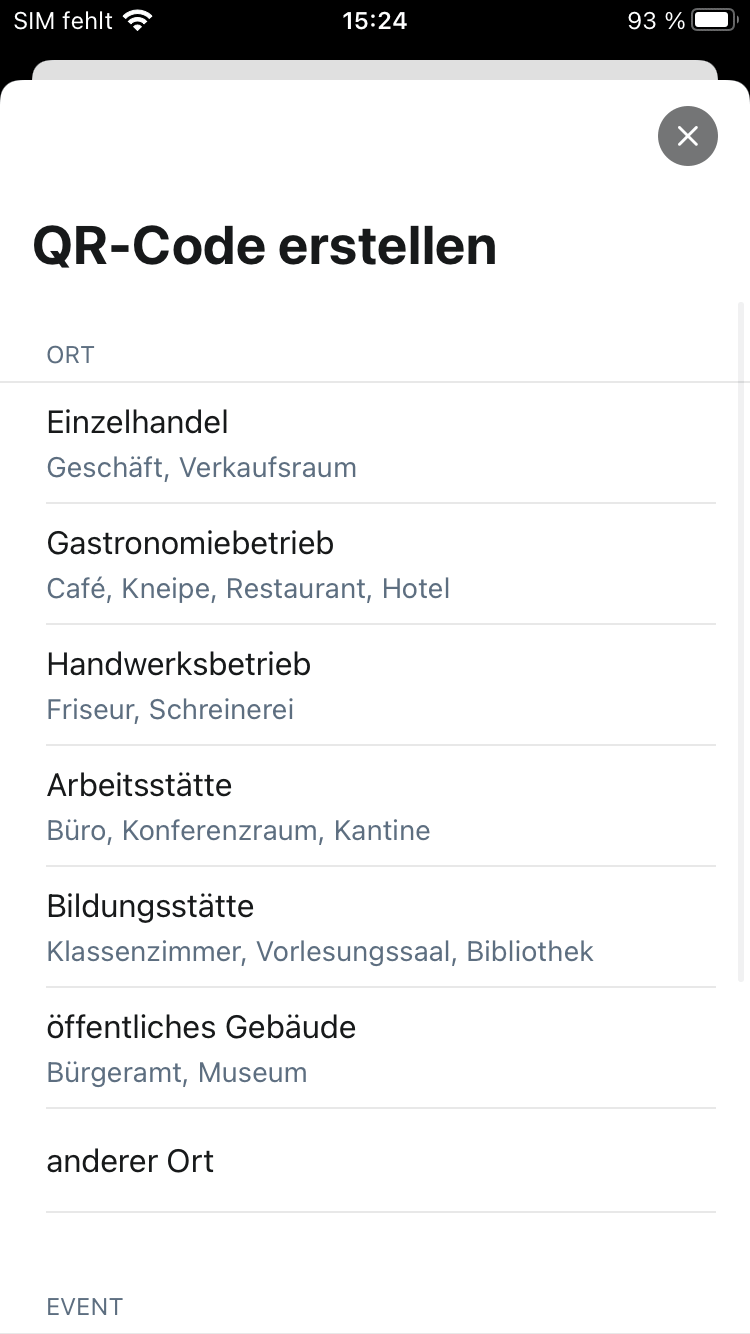 SIM fehlt 15:24 93 %
QR-Code erstellen
ORT
Einzelhandel
Geschäft, Verkaufsraum
Gastronomiebetrieb
Café, Kneipe, Restaurant, Hotel
Handwerksbetrieb
Friseur, Schreinerei
Arbeitsstätte
Büro, Konferenzraum, Kantine
Bildungsstätte
Klassenzimmer, Vorlesungssaal, Bibliothek
öffentliches Gebäude
Bürgeramt, Museum
anderer Ort
EVENT